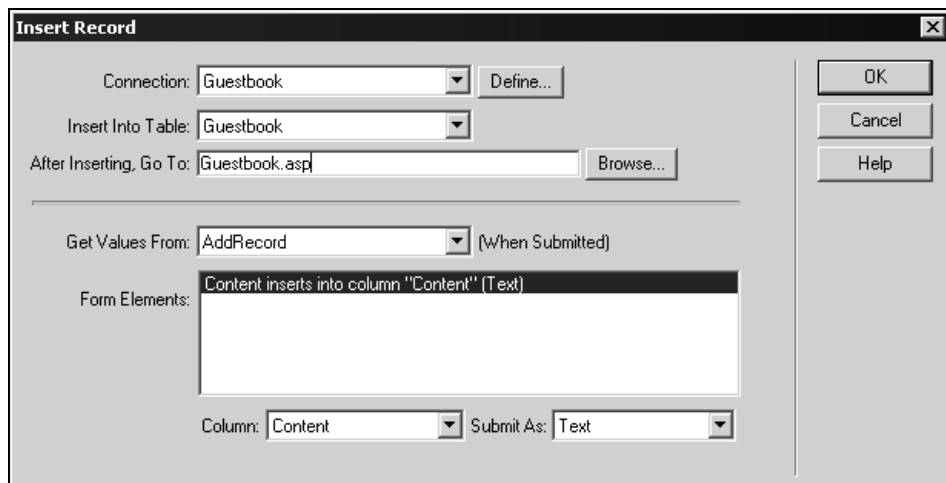 Insert Record
Connection: Guestbook Define... OK
Insert Into Table: Guestbook Cancel
After Inserting, Go To: Guestbook.asp Browse... Help
Get Values From: AddRecord (When Submitted)
Form Elements: Content inserts into column "Content" (Text)
Column: Content Submit As: Text